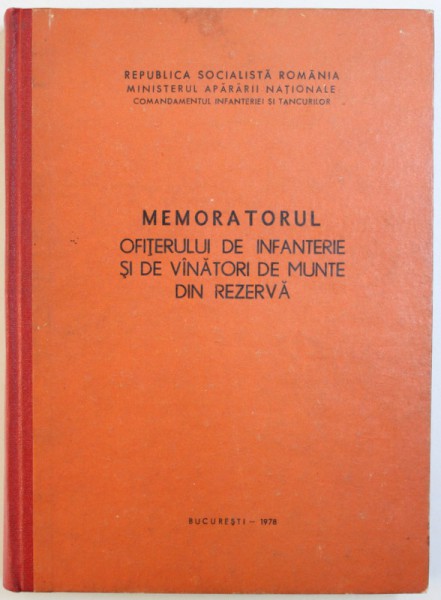 REPUBLICA SOCIALISTĂ ROMÂNIA
MINISTERUL APĂRĂRII NAȚIONALE
COMANDAMENTUL INFANTERIEI SI TANCURILOR
MEMORATORUL
OFIȚERULUI DE INFANTERIE
ȘI DE VÎNĂTORI DE MUNTE
DIN REZERVĂ
BUCUREȘTI – 1978